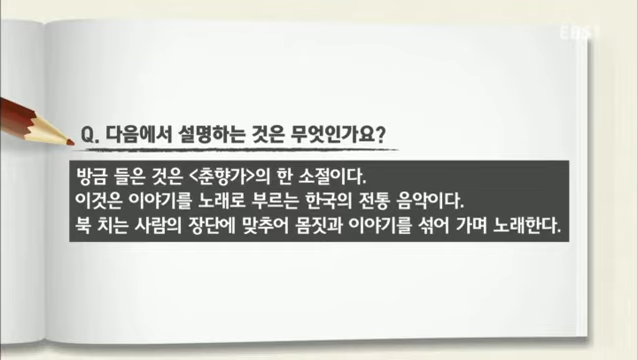 EBS1
Q. 다음에서 설명하는 것은 무엇인가요?
방금 들은 것은 <춘향가>의 한 소절이다.
이것은 이야기를 노래로 부르는 한국의 전통 음악이다.
북 치는 사람의 장단에 맞추어 몸짓과 이야기를 섞어 가며 노래한다.